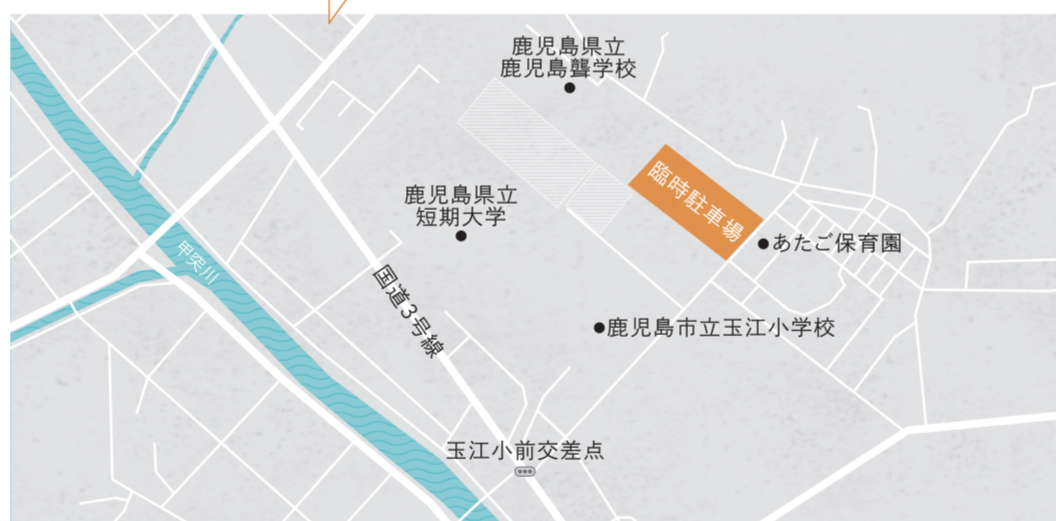 鹿児島県立
鹿児島聾学校
臨時駐車場
鹿児島県立
短期大学
あたご保育園
甲突川
国道3号線
鹿児島市立玉江小学校
玉江小前交差点